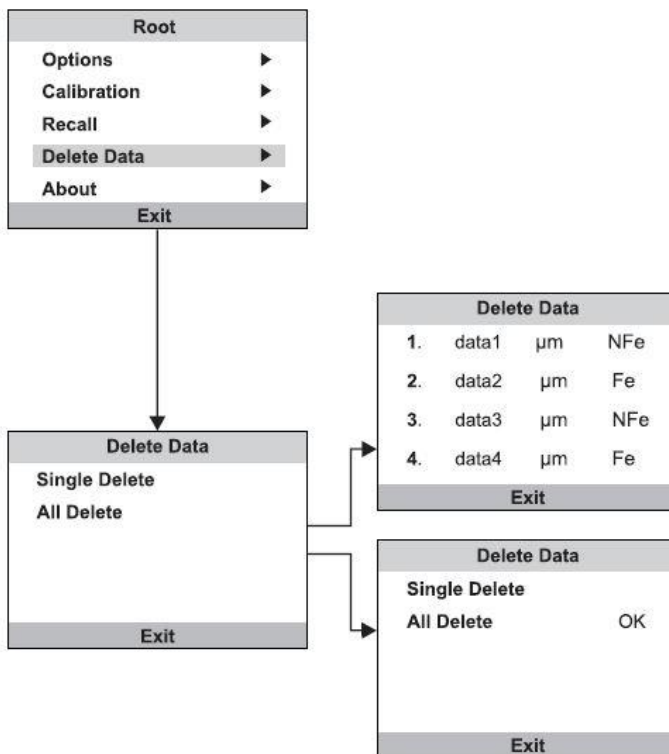 Root
Options
Calibration
Recall
Delete Data
About
Exit
Delete Data
1. data1 µm NFe
2. data2 µm Fe
3. data3 µm NFe
4. data4 µm Fe
Exit
Delete Data
Single Delete
All Delete
Exit
Delete Data
Single Delete
All Delete OK
Exit